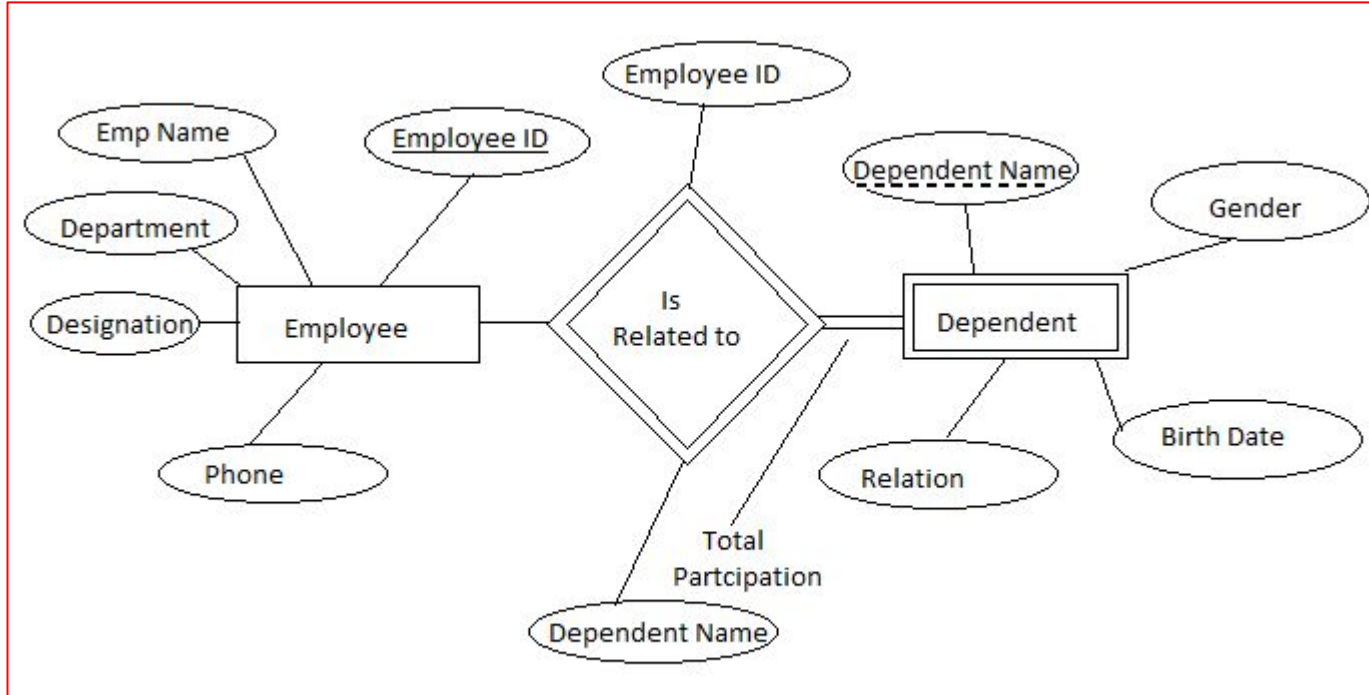 Employee ID
Emp Name
Employee ID
Dependent Name
Gender
Department
Designation
Employee
Is
Related to
Dependent
Phone
Relation
Birth Date
Total
Partcipation
Dependent Name